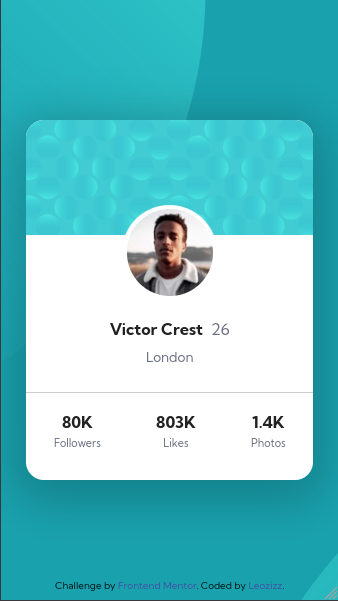 Victor Crest 26
London
80K 803K 1.4K
Followers Likes Photos
Challenge by Frontend Mentor. Coded by Leozizz.